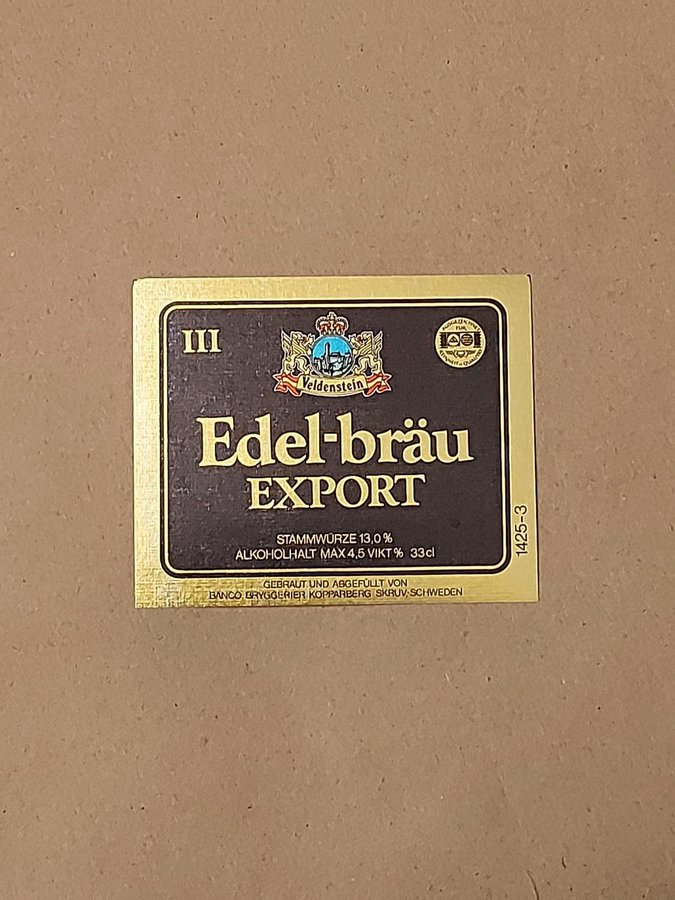 III
Veldenstein
Edel-bräu
EXPORT
STAMMWÜRZE 13,0 %
ALKOHOLHALT MAX 4,5 VIKT % 33 cl
1425-3
GEBRAUT UND ABGEFÜLLT VON
BANCO BRYGGERIER KOPPARBERG SKRUV, SCHWEDEN